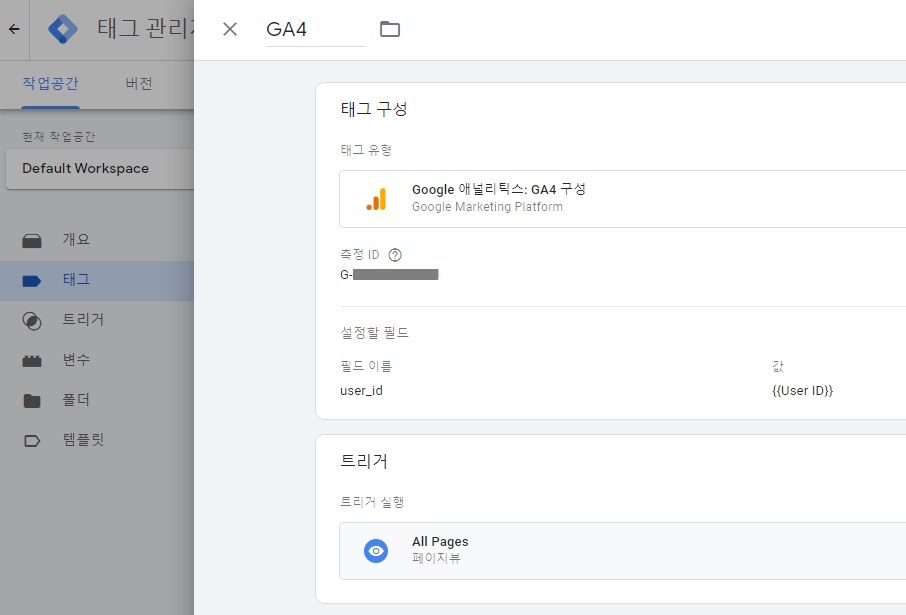 태그 관리
GA4
작업공간
버전
현재 작업공간
Default Workspace
개요
태그
트리거
변수
폴더
템플릿
태그 구성
태그 유형
Google 애널리틱스: GA4 구성
Google Marketing Platform
측정 ID
G-
설정할 필드
필드 이름
값
user_id
{{User ID}}
트리거
트리거 실행
All Pages
페이지뷰